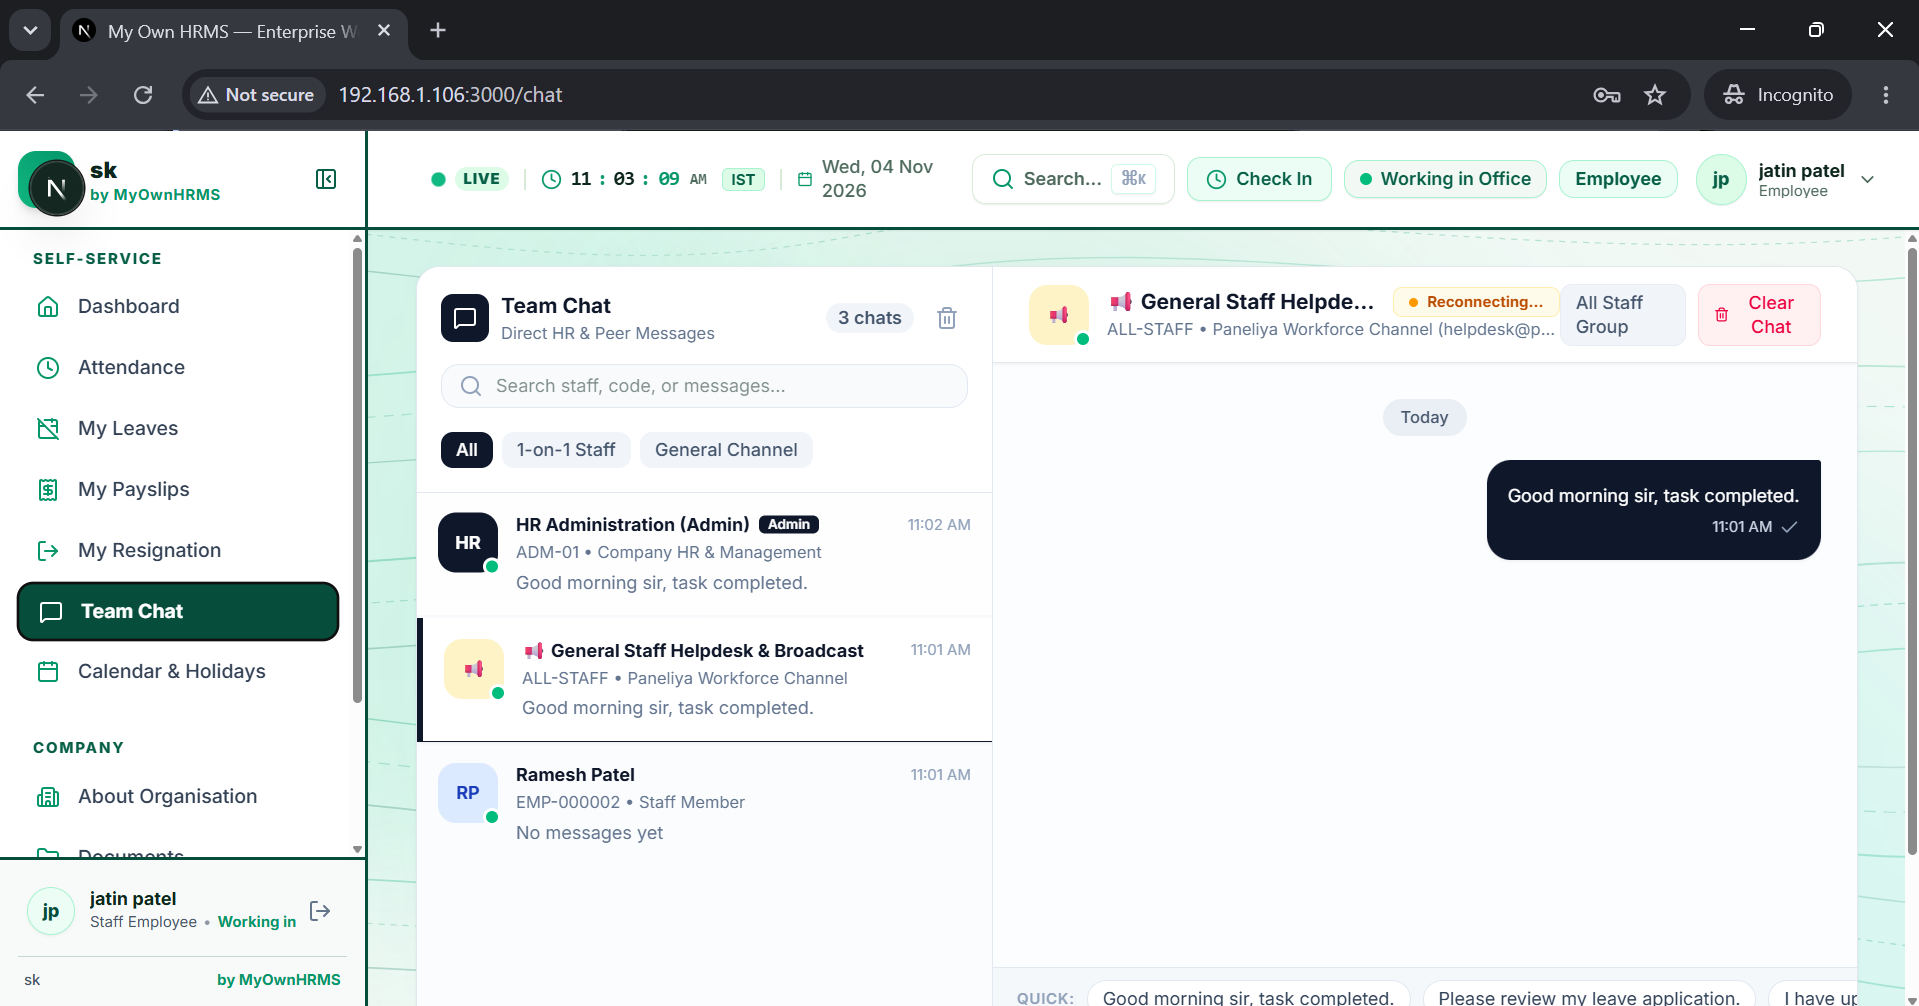 My Own HRMS — Enterprise W
Not secure
192.168.1.106:3000/chat
Incognito
N
sk
by MyOwnHRMS
LIVE
11 : 03 : 09 AM
IST
Wed, 04 Nov
2026
Search...
⌘K
Check In
Working in Office
Employee
jp
jatin patel
Employee
SELF-SERVICE
Dashboard
Attendance
My Leaves
My Payslips
My Resignation
Team Chat
Calendar & Holidays
COMPANY
About Organisation
Documents
jp
jatin patel
Staff Employee • Working in
sk
by MyOwnHRMS
Team Chat
Direct HR & Peer Messages
3 chats
Search staff, code, or messages...
All
1-on-1 Staff
General Channel
HR
HR Administration (Admin)
Admin
11:02 AM
ADM-01 • Company HR & Management
Good morning sir, task completed.
General Staff Helpdesk & Broadcast
11:01 AM
ALL-STAFF • Paneliya Workforce Channel
Good morning sir, task completed.
RP
Ramesh Patel
11:01 AM
EMP-000002 • Staff Member
No messages yet
General Staff Helpde...
Reconnecting...
ALL-STAFF • Paneliya Workforce Channel (helpdesk@p...
All Staff
Group
Clear
Chat
Today
Good morning sir, task completed.
11:01 AM
QUICK:
Good morning sir, task completed.
Please review my leave application.
I have up